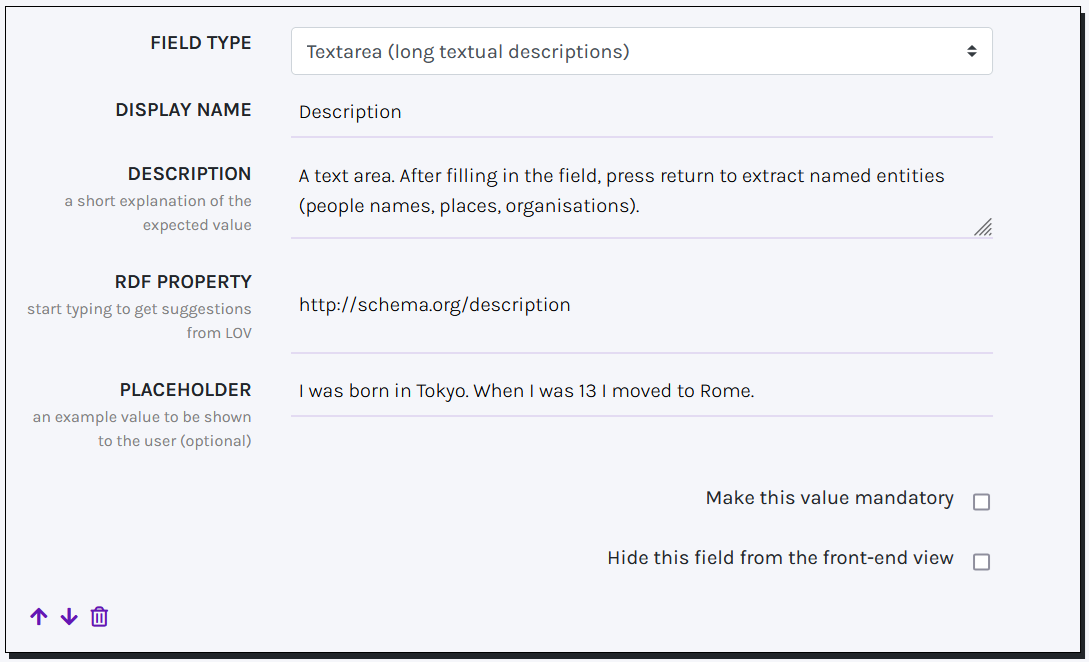 FIELD TYPE
Textarea (long textual descriptions)
DISPLAY NAME
Description
DESCRIPTION
a short explanation of the
expected value
A text area. After filling in the field, press return to extract named entities
(people names, places, organisations).
RDF PROPERTY
start typing to get suggestions
from LOV
http://schema.org/description
PLACEHOLDER
an example value to be shown
to the user (optional)
I was born in Tokyo. When I was 13 I moved to Rome.
Make this value mandatory
Hide this field from the front-end view